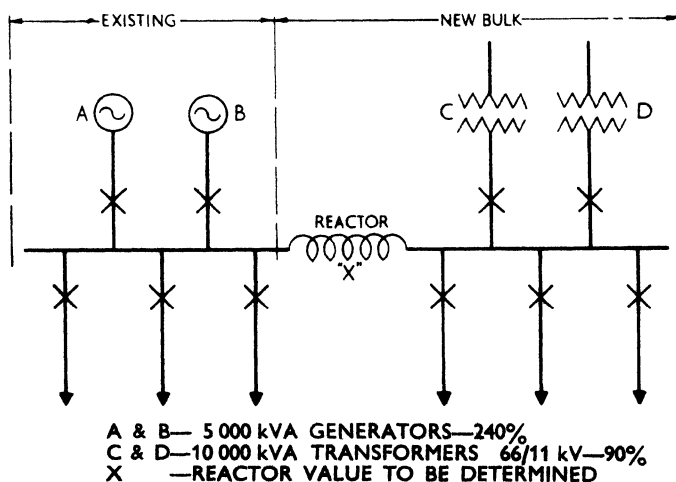 EXISTING
NEW BULK
A
B
C
D
REACTOR
"X"
A & B— 5 000 kVA GENERATORS—240%
C & D—10 000 kVA TRANSFORMERS 66/11 kV—90%
X —REACTOR VALUE TO BE DETERMINED